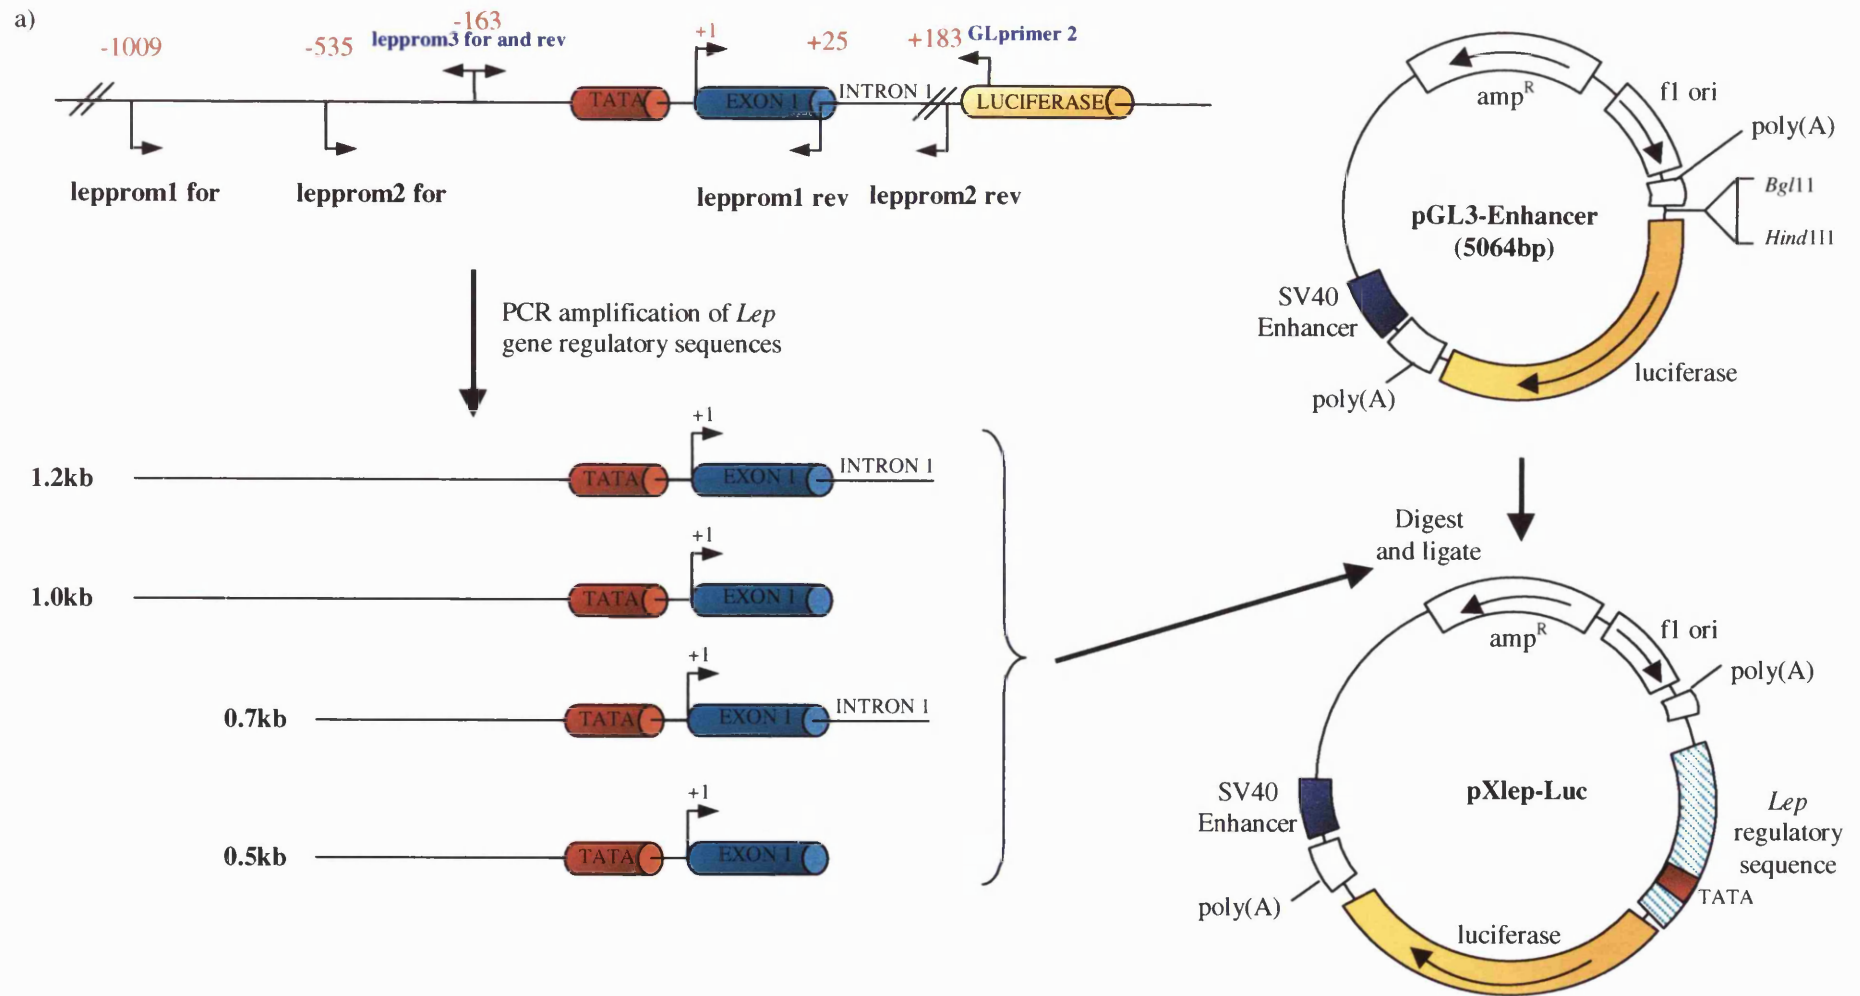 a)
-1009
-535
-163
lepprom3 for and rev
+1
+25
+183
GLprimer 2
TATA
EXON 1
INTRON 1
LUCIFERASE
lepprom1 for
lepprom2 for
lepprom1 rev
lepprom2 rev
PCR amplification of Lep
gene regulatory sequences
1.2kb
+1
TATA
EXON 1
INTRON 1
1.0kb
+1
TATA
EXON 1
0.7kb
+1
TATA
EXON 1
INTRON 1
0.5kb
+1
TATA
EXON 1
ampR
f1 ori
poly(A)
Bgl11
Hind111
pGL3-Enhancer
(5064bp)
SV40
Enhancer
poly(A)
luciferase
Digest
and ligate
ampR
f1 ori
poly(A)
pXlep-Luc
SV40
Enhancer
Lep
regulatory
sequence
TATA
poly(A)
luciferase